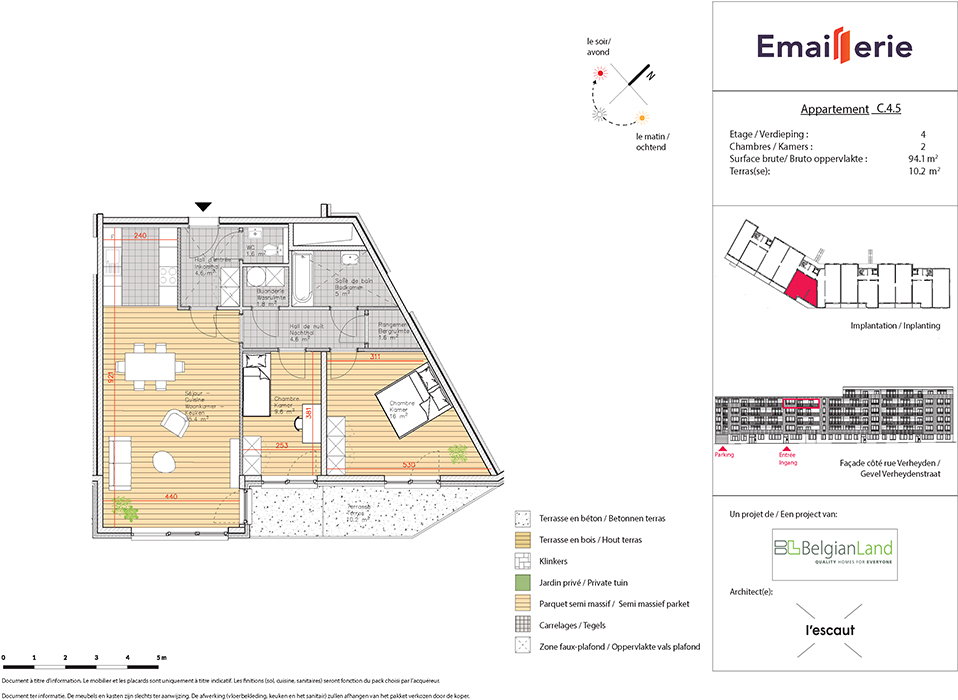 le soir/
avond
N
le matin /
ochtend
Emaillerie
Appartement C.4.5
Etage / Verdieping : 4
Chambres / Kamers : 2
Surface brute/ Bruto oppervlakte : 94.1 m²
Terras(se): 10.2 m²
Implantation / Inplanting
Parking
Entrée
Ingang
Façade côté rue Verheyden /
Gevel Verheydenstraat
Un projet de / Een project van:
BelgianLand
QUALITY HOMES FOR EVERYONE
Architect(e):
l'escaut
240
Hall d'entrée
Inkomhal
4.6 m²
WC
1.6 m²
Buanderie
Wasruimte
1.8 m²
Salle de bain
Badkamer
5 m²
Hall de nuit
Nachthal
4.6 m²
Rangement
Bergruimte
1.6 m²
923
Séjour -
Cuisine
Woonkamer -
Keuken
m²
440
Chambre
Kamer
9.6 m²
381
253
311
Chambre
Kamer
16 m²
530
Terrasse
Terras
10.2 m²
Terrasse en béton / Betonnen terras
Terrasse en bois / Hout terras
Klinkers
Jardin privé / Private tuin
Parquet semi massif / Semi massief parket
Carrelages / Tegels
Zone faux-plafond / Oppervlakte vals plafond
0 1 2 3 4 5 m
Document à titre d'information. Le mobilier et les placards sont uniquement à titre indicatif. Les finitions (sol, cuisine, sanitaires) seront fonction du pack choisis par l'acquéreur.
Document ter informatie. De meubels en kasten zijn slechts ter aanwijzing. De afwerking (vloerbekleding, keuken en het sanitair) zullen afhangen van het pakket verkozen door de koper.